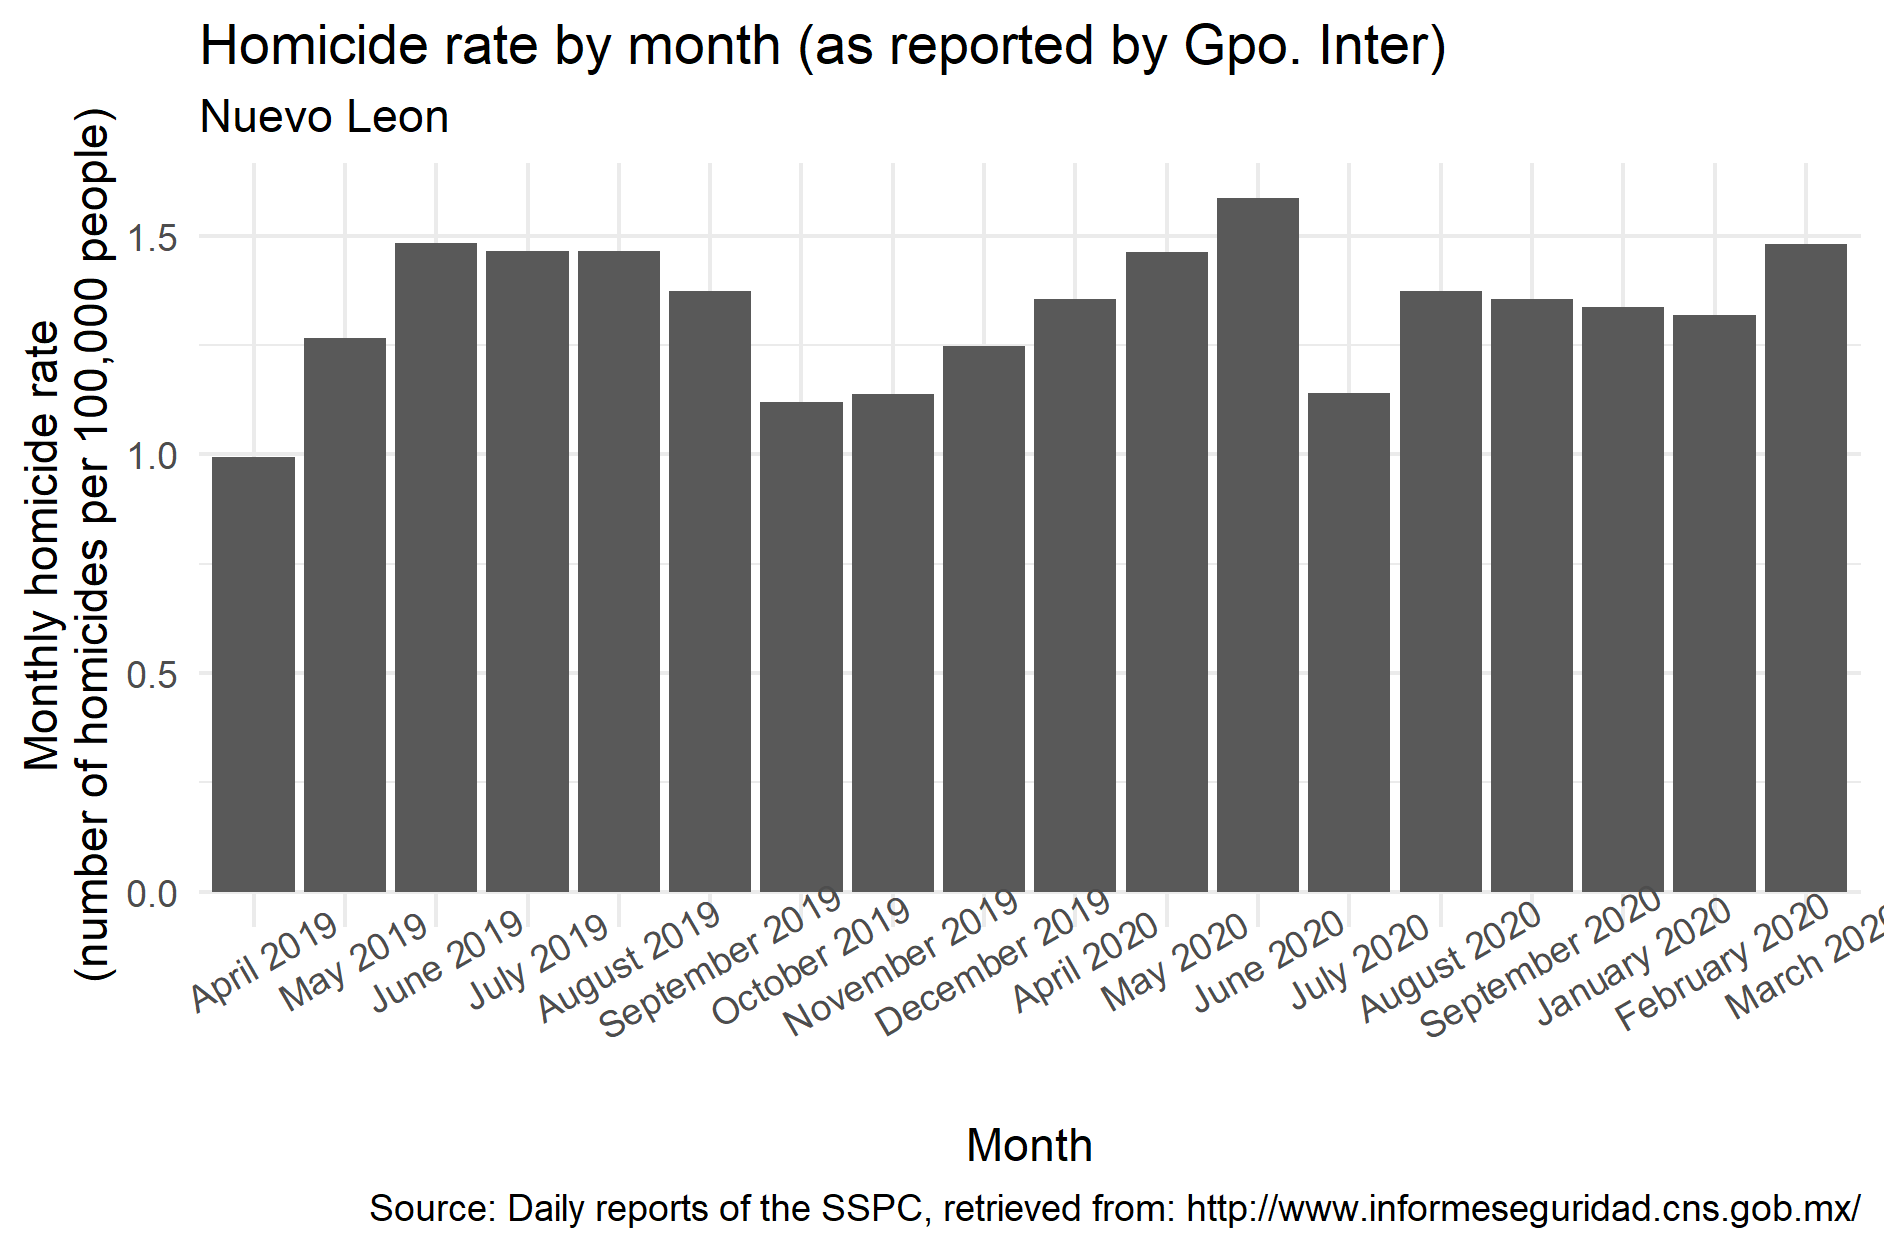 Homicide rate by month (as reported by Gpo. Inter)
Nuevo Leon
Monthly homicide rate
(number of homicides per 100,000 people)
1.5
1.0
0.5
0.0
April 2019
May 2019
June 2019
July 2019
August 2019
September 2019
October 2019
November 2019
December 2019
April 2020
May 2020
June 2020
July 2020
August 2020
September 2020
January 2020
February 2020
March 2020
Month
Source: Daily reports of the SSPC, retrieved from: http://www.informeseguridad.cns.gob.mx/